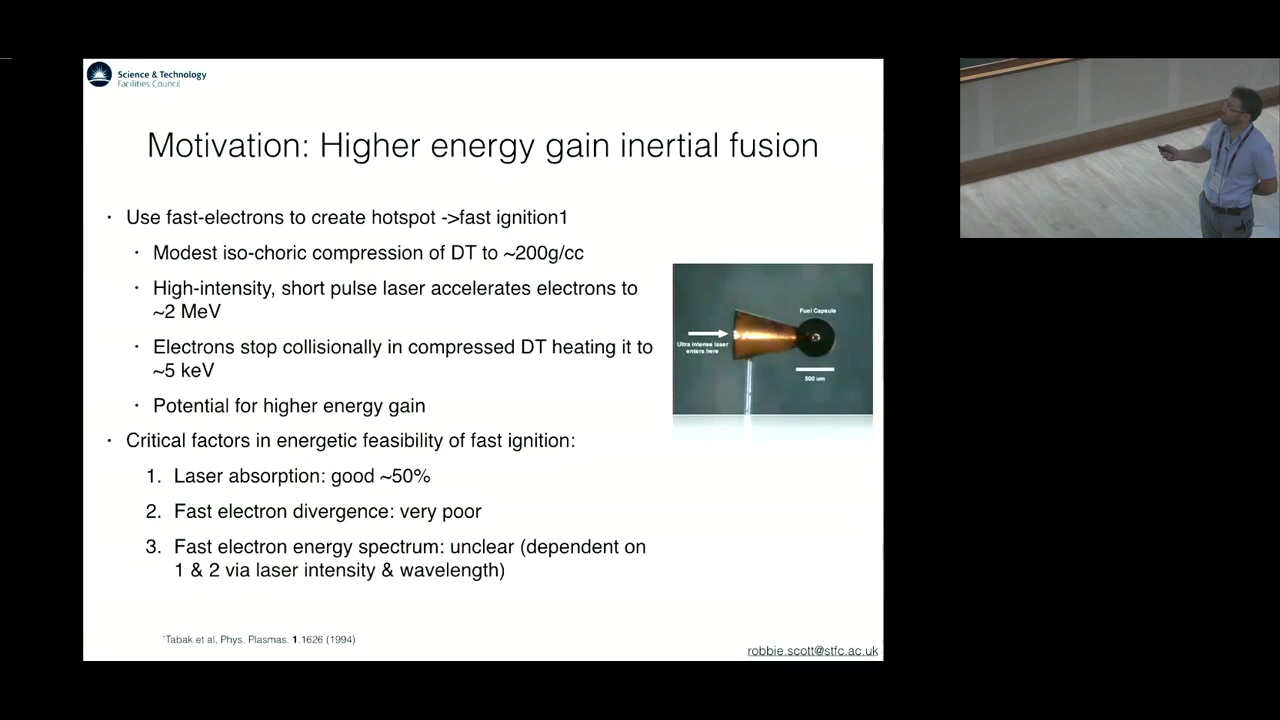 Science & Technology
Facilities Council
Motivation: Higher energy gain inertial fusion
· Use fast-electrons to create hotspot ->fast ignition1
· Modest iso-choric compression of DT to ~200g/cc
· High-intensity, short pulse laser accelerates electrons to
~2 MeV
· Electrons stop collisionally in compressed DT heating it to
~5 keV
· Potential for higher energy gain
· Critical factors in energetic feasibility of fast ignition:
1. Laser absorption: good ~50%
2. Fast electron divergence: very poor
3. Fast electron energy spectrum: unclear (dependent on
1 & 2 via laser intensity & wavelength)
Fuel Capsule
Ultra intense laser
enters here
500 um
¹Tabak et al, Phys. Plasmas. 1,1626 (1994)
robbie.scott@stfc.ac.uk